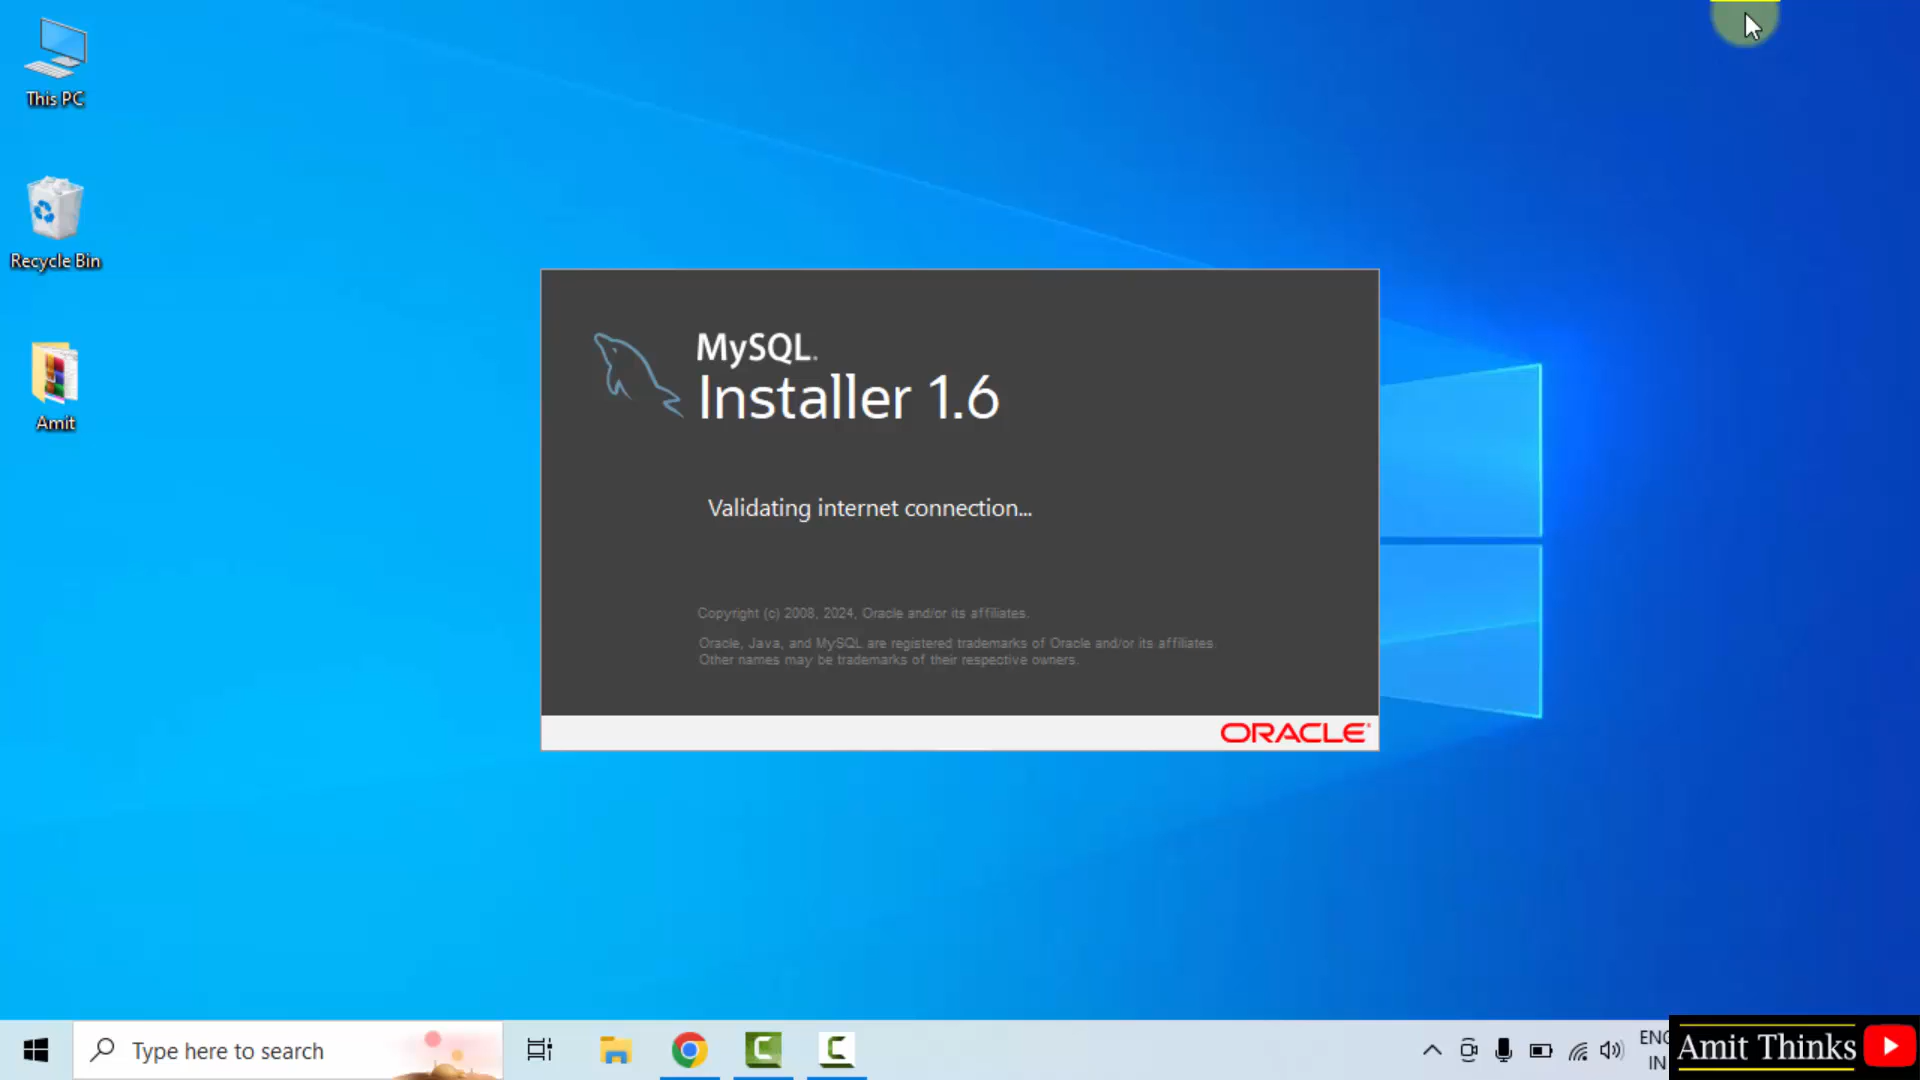 This PC
Recycle Bin
Amit
MySQL.
Installer 1.6
Validating internet connection...
Copyright (c) 2008, 2024, Oracle and/or its affiliates.
Oracle, Java, and MySQL are registered trademarks of Oracle and/or its affiliates.
Other names may be trademarks of their respective owners.
ORACLE
Type here to search
ENG
IN
Amit Thinks